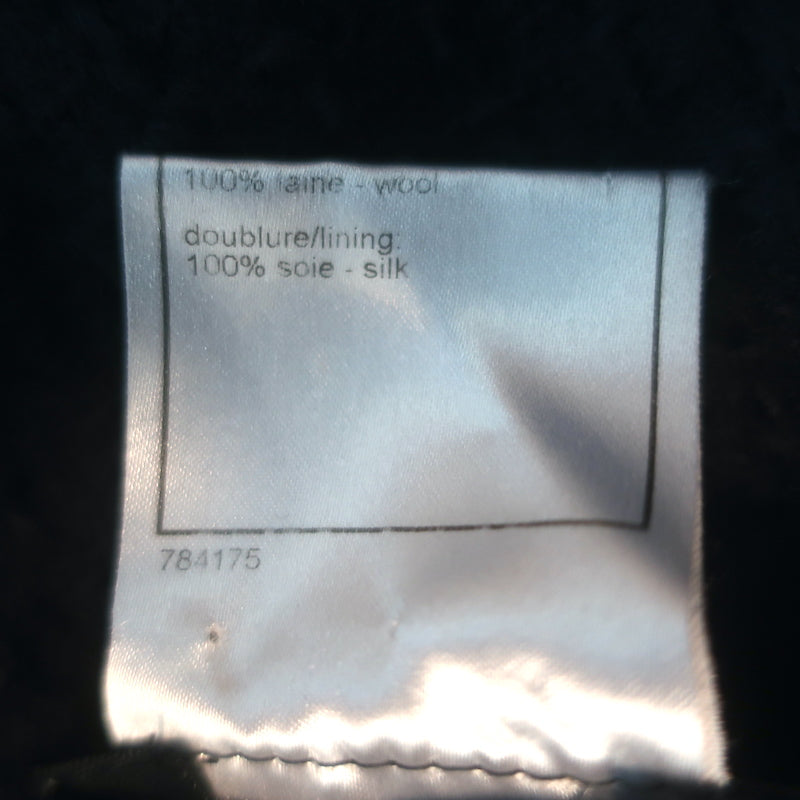 100% laine - wool
doublure/lining:
100% soie - silk
784175